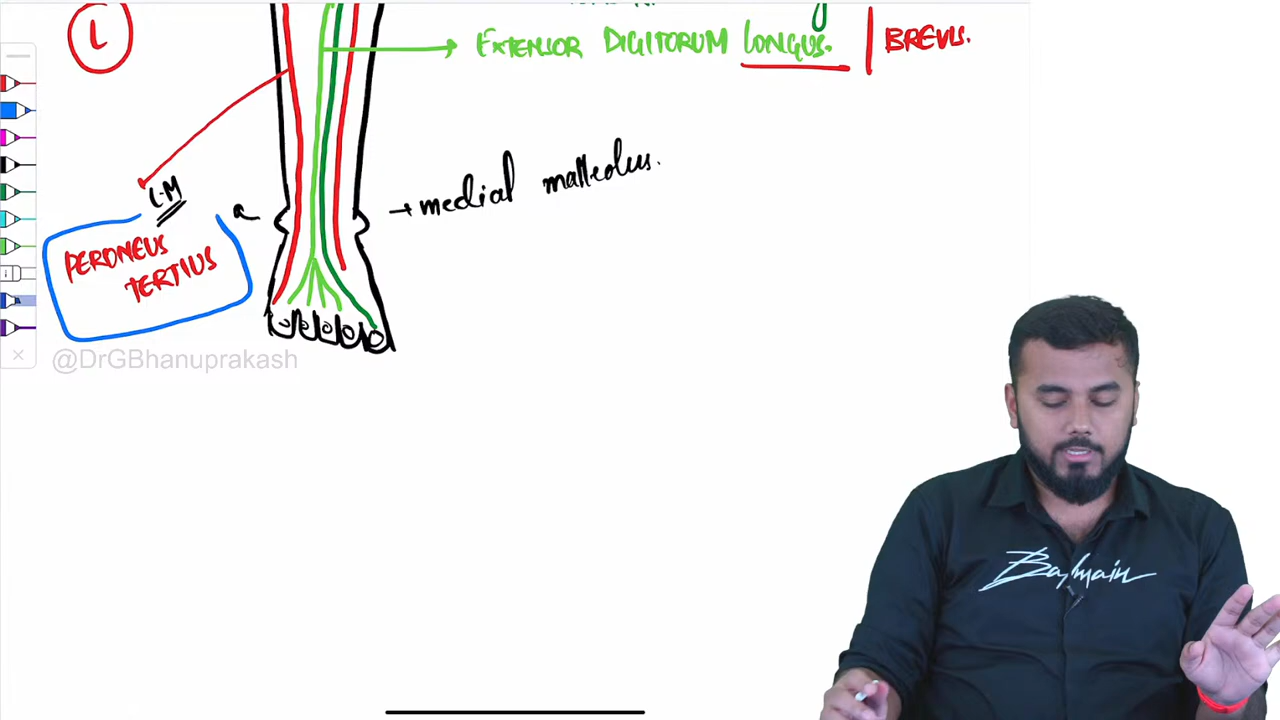 L
EXTENSOR DIGITORUM LONGUS. | BREVIS.
→ medial malleolus.
L.M
PERONEUS
TERTIUS
@DrGBhanuprakash
Balmain